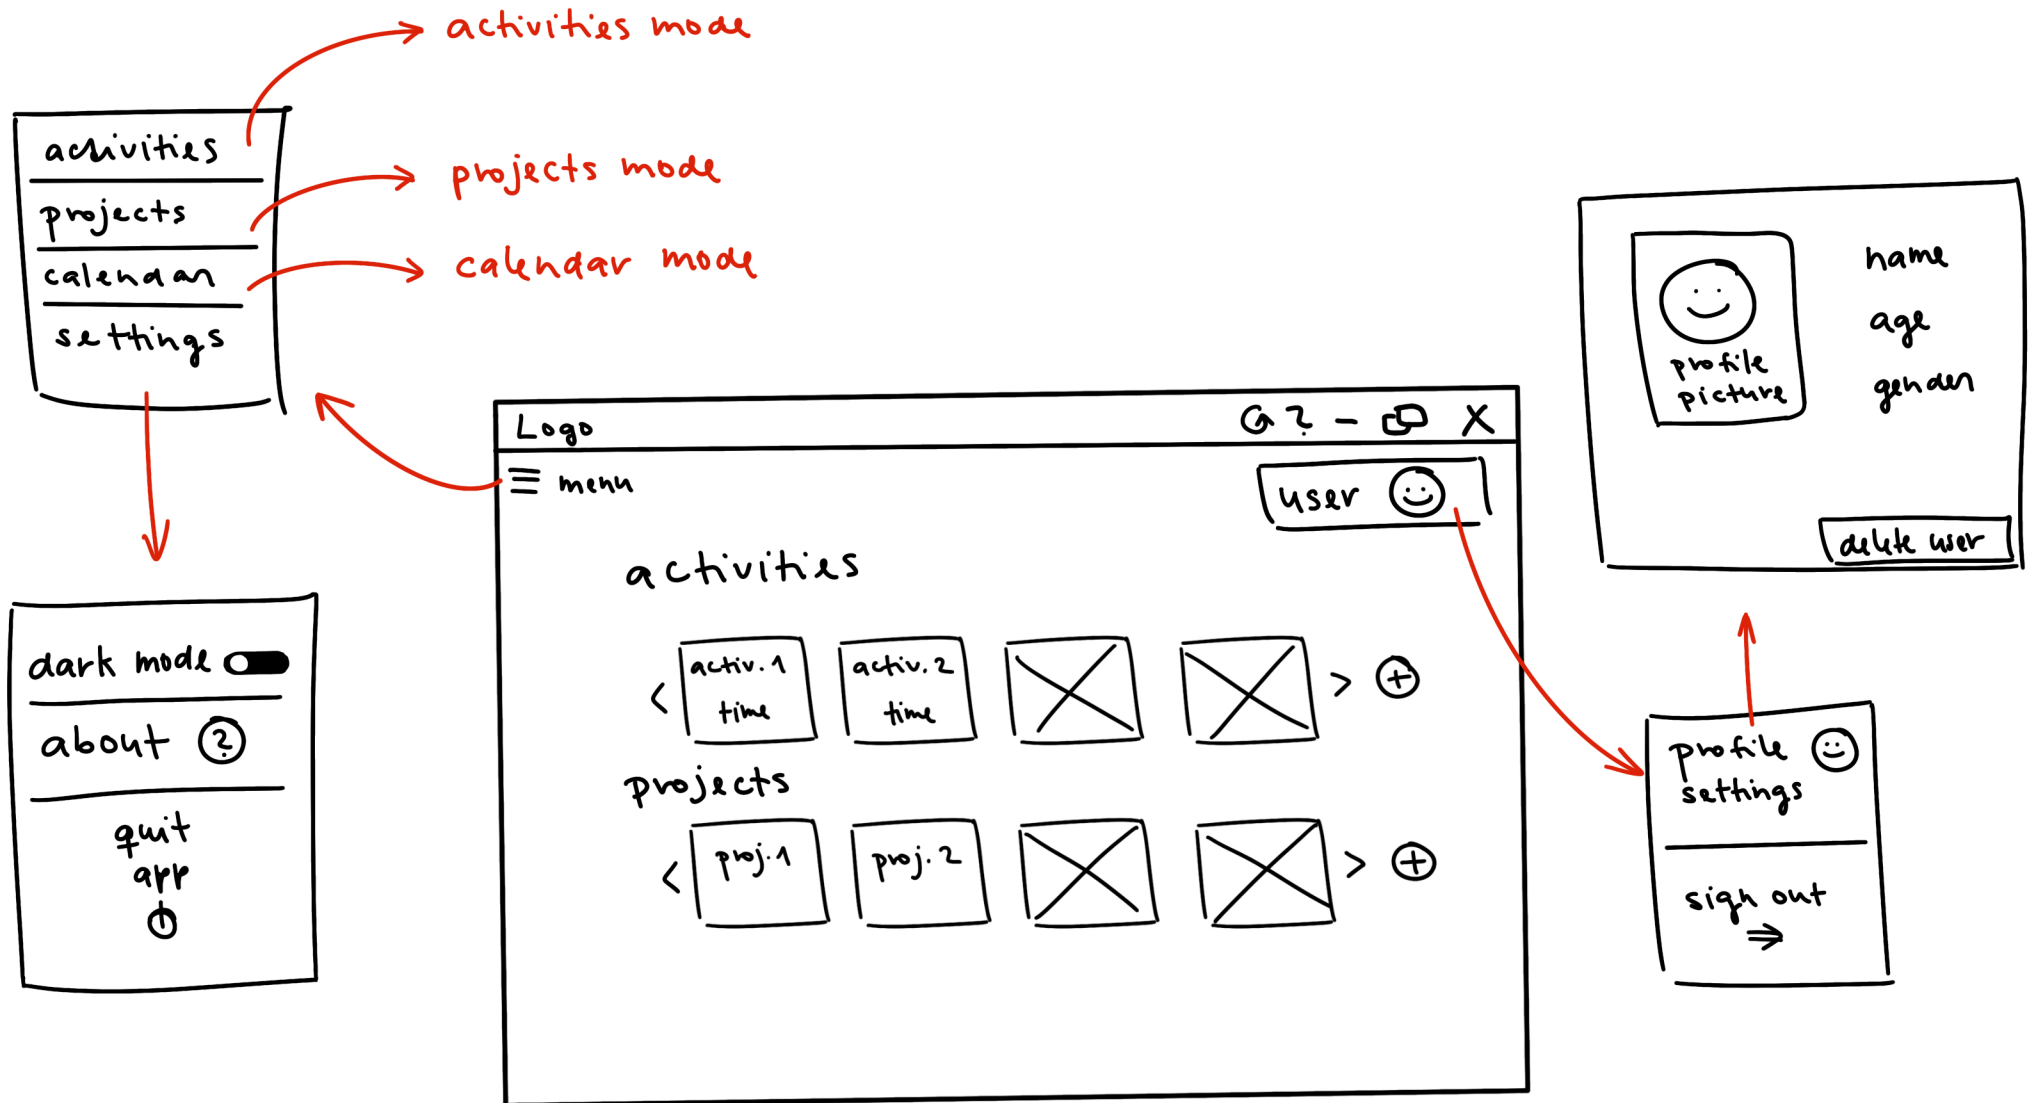 activities mode
activities
projects mode
projects
calendar mode
calendar
settings
dark mode
about ?
quit
app
Logo ? - X
menu
user
activities
< activ. 1 activ. 2 > +
time time
projects
< proj. 1 proj. 2 > +
profile
picture
name
age
gender
delete user
profile
settings
sign out